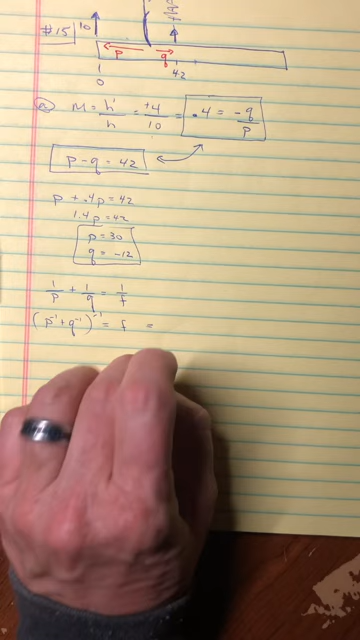 #15 10
p q
0 42
a) M = h'/h = +4/10 = .4 = -q/p
p - q = 42
p + .4p = 42
1.4p = 42
p = 30
q = -12
1/p + 1/q = 1/f
(p⁻¹ + q⁻¹)⁻¹ = f =